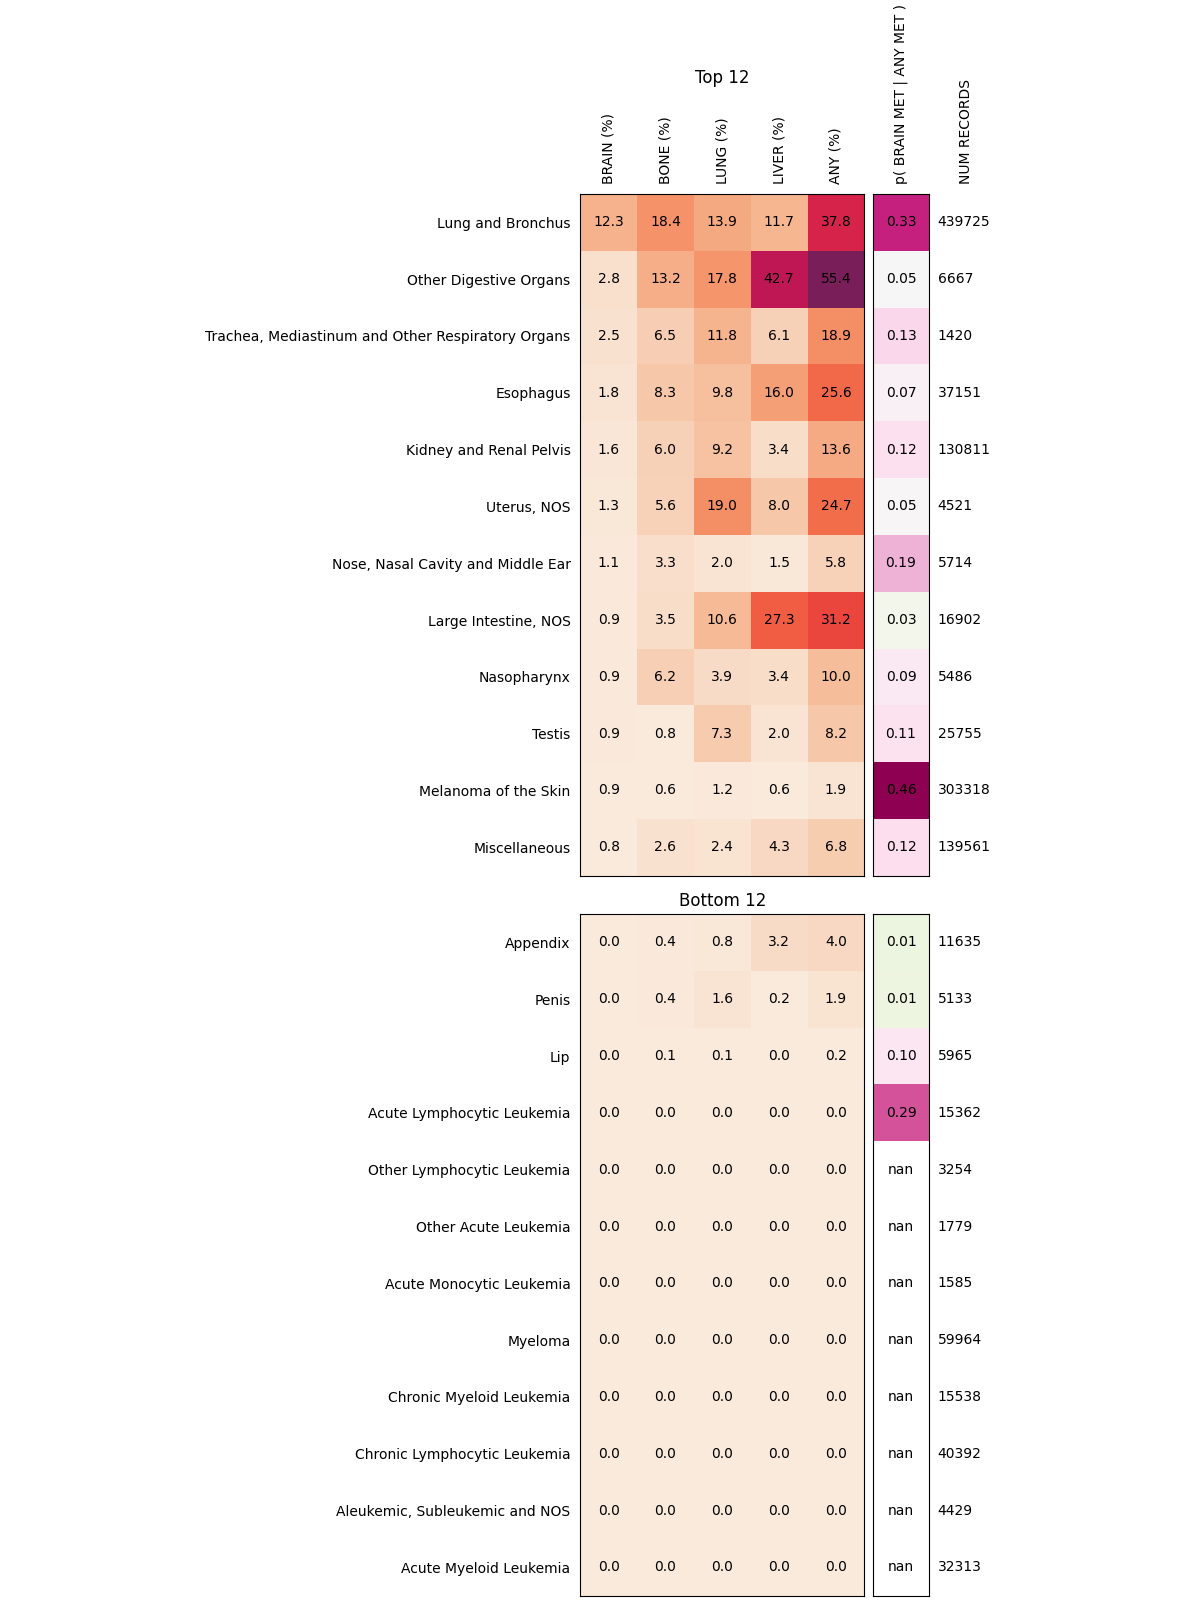 Top 12
BRAIN (%) BONE (%) LUNG (%) LIVER (%) ANY (%) p( BRAIN MET | ANY MET ) NUM RECORDS
Lung and Bronchus 12.3 18.4 13.9 11.7 37.8 0.33 439725
Other Digestive Organs 2.8 13.2 17.8 42.7 55.4 0.05 6667
Trachea, Mediastinum and Other Respiratory Organs 2.5 6.5 11.8 6.1 18.9 0.13 1420
Esophagus 1.8 8.3 9.8 16.0 25.6 0.07 37151
Kidney and Renal Pelvis 1.6 6.0 9.2 3.4 13.6 0.12 130811
Uterus, NOS 1.3 5.6 19.0 8.0 24.7 0.05 4521
Nose, Nasal Cavity and Middle Ear 1.1 3.3 2.0 1.5 5.8 0.19 5714
Large Intestine, NOS 0.9 3.5 10.6 27.3 31.2 0.03 16902
Nasopharynx 0.9 6.2 3.9 3.4 10.0 0.09 5486
Testis 0.9 0.8 7.3 2.0 8.2 0.11 25755
Melanoma of the Skin 0.9 0.6 1.2 0.6 1.9 0.46 303318
Miscellaneous 0.8 2.6 2.4 4.3 6.8 0.12 139561
Bottom 12
Appendix 0.0 0.4 0.8 3.2 4.0 0.01 11635
Penis 0.0 0.4 1.6 0.2 1.9 0.01 5133
Lip 0.0 0.1 0.1 0.0 0.2 0.10 5965
Acute Lymphocytic Leukemia 0.0 0.0 0.0 0.0 0.0 0.29 15362
Other Lymphocytic Leukemia 0.0 0.0 0.0 0.0 0.0 nan 3254
Other Acute Leukemia 0.0 0.0 0.0 0.0 0.0 nan 1779
Acute Monocytic Leukemia 0.0 0.0 0.0 0.0 0.0 nan 1585
Myeloma 0.0 0.0 0.0 0.0 0.0 nan 59964
Chronic Myeloid Leukemia 0.0 0.0 0.0 0.0 0.0 nan 15538
Chronic Lymphocytic Leukemia 0.0 0.0 0.0 0.0 0.0 nan 40392
Aleukemic, Subleukemic and NOS 0.0 0.0 0.0 0.0 0.0 nan 4429
Acute Myeloid Leukemia 0.0 0.0 0.0 0.0 0.0 nan 32313